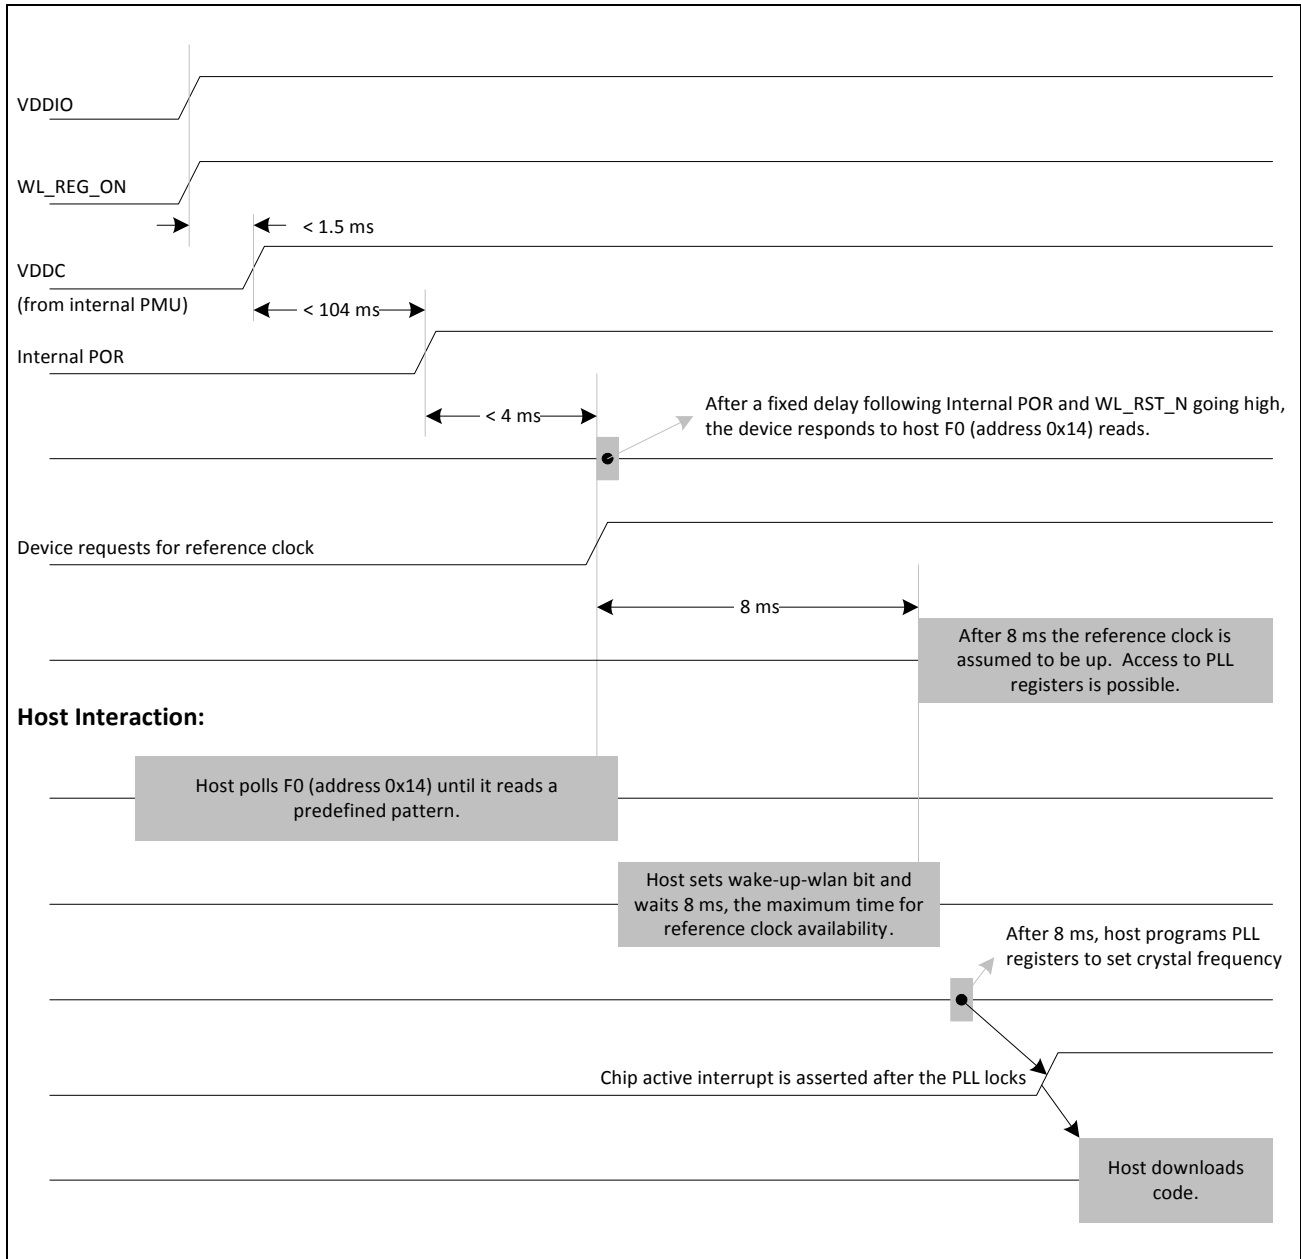 VDDIO
WL_REG_ON
< 1.5 ms
VDDC
(from internal PMU)
< 104 ms
Internal POR
< 4 ms
After a fixed delay following Internal POR and WL_RST_N going high,
the device responds to host F0 (address 0x14) reads.
Device requests for reference clock
8 ms
After 8 ms the reference clock is
assumed to be up. Access to PLL
registers is possible.
Host Interaction:
Host polls F0 (address 0x14) until it reads a
predefined pattern.
Host sets wake-up-wlan bit and
waits 8 ms, the maximum time for
reference clock availability.
After 8 ms, host programs PLL
registers to set crystal frequency
Chip active interrupt is asserted after the PLL locks
Host downloads
code.